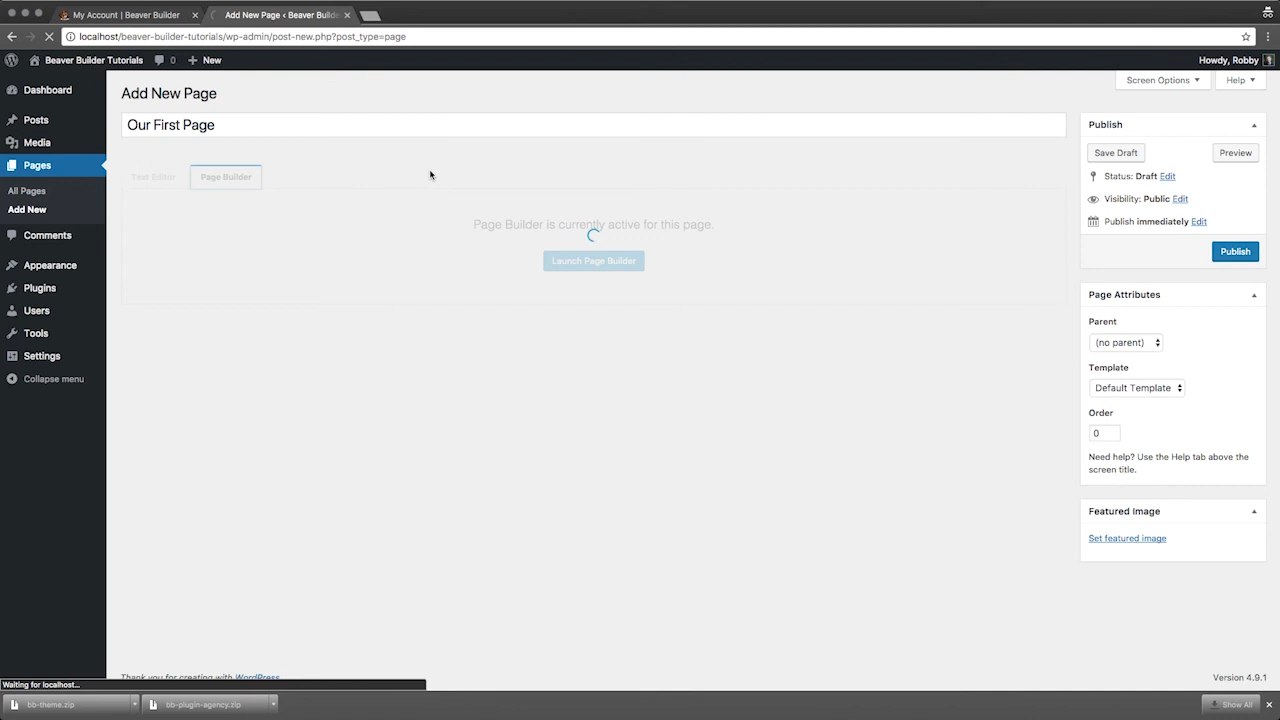 My Account | Beaver Builder
Add New Page ‹ Beaver Builde
localhost/beaver-builder-tutorials/wp-admin/post-new.php?post_type=page
Beaver Builder Tutorials
0
New
Howdy, Robby
Dashboard
Posts
Media
Pages
All Pages
Add New
Comments
Appearance
Plugins
Users
Tools
Settings
Collapse menu
Screen Options
Help
Add New Page
Our First Page
Text Editor
Page Builder
Page Builder is currently active for this page.
Launch Page Builder
Publish
Save Draft
Preview
Status: Draft Edit
Visibility: Public Edit
Publish immediately Edit
Publish
Page Attributes
Parent
(no parent)
Template
Default Template
Order
0
Need help? Use the Help tab above the
screen title.
Featured Image
Set featured image
Thank you for creating with WordPress
Version 4.9.1
Waiting for localhost...
bb-theme.zip
bb-plugin-agency.zip
Show All